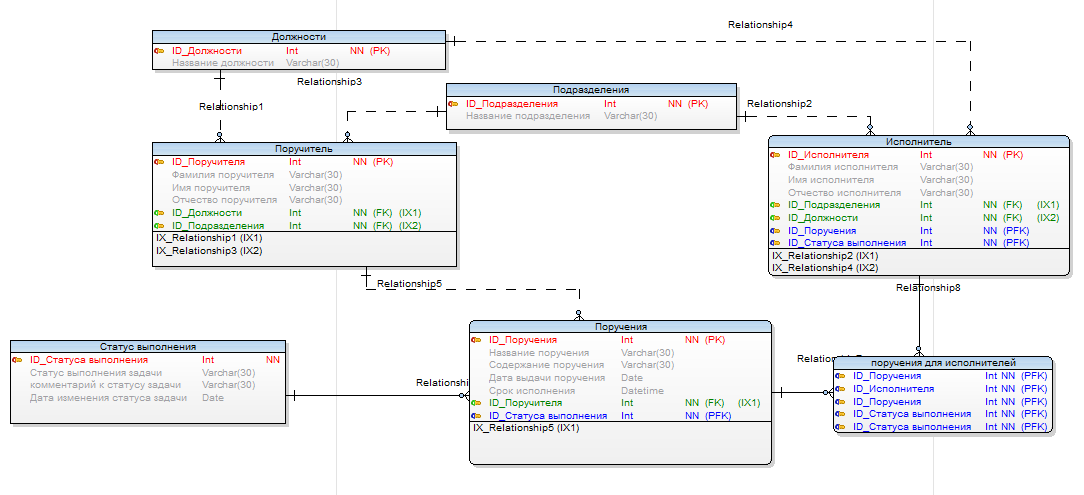 Relationship4
Должности
ID_Должности Int NN (PK)
Название должности Varchar(30)
Relationship3
Relationship1
Подразделения
ID_Подразделения Int NN (PK)
Название подразделения Varchar(30)
Relationship2
Поручитель
ID_Поручителя Int NN (PK)
Фамилия поручителя Varchar(30)
Имя поручителя Varchar(30)
Отчество поручителя Varchar(30)
ID_Должности Int NN (FK) (IX1)
ID_Подразделения Int NN (FK) (IX2)
IX_Relationship1 (IX1)
IX_Relationship3 (IX2)
Исполнитель
ID_Исполнителя Int NN (PK)
Фамилия исполнителя Varchar(30)
Имя исполнителя Varchar(30)
Отчество исполнителя Varchar(30)
ID_Подразделения Int NN (FK) (IX1)
ID_Должности Int NN (FK) (IX2)
ID_Поручения Int NN (PFK)
ID_Статуса выполнения Int NN (PFK)
IX_Relationship2 (IX1)
IX_Relationship4 (IX2)
Relationship5
Relationship8
Поручения
ID_Поручения Int NN (PK)
Название поручения Varchar(30)
Содержание поручения Varchar(30)
Дата выдачи поручения Date
Срок исполнения Datetime
ID_Поручителя Int NN (FK) (IX1)
ID_Статуса выполнения Int NN (PFK)
IX_Relationship5 (IX1)
Статус выполнения
ID_Статуса выполнения Int NN
Статус выполнения задачи Varchar(30)
комментарий к статусу задачи Varchar(30)
Дата изменения статуса задачи Date
Relationshi
поручения для исполнителей
ID_Поручения Int NN (PFK)
ID_Исполнителя Int NN (PFK)
ID_Поручения Int NN (PFK)
ID_Статуса выполнения Int NN (PFK)
ID_Статуса выполнения Int NN (PFK)